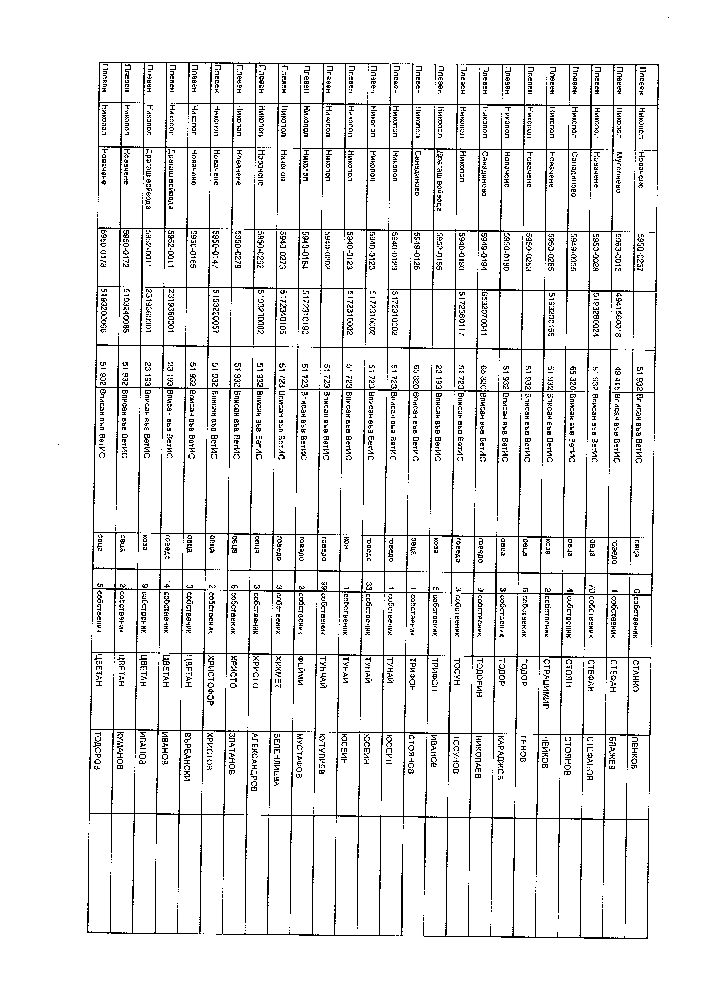 Плевен Никопол Новачене 5950-0257 51 932 Вписан във ВетИС овца 6 собственик СТАНКО ПЕНКОВ
Плевен Никопол Муселиево 5963-0013 4941560018 49 415 Вписан във ВетИС говедо 1 собственик СТЕФАН БЛАЖЕВ
Плевен Никопол Новачене 5950-0028 5193280024 51 932 Вписан във ВетИС овца 70 собственик СТЕФАН СТЕФАНОВ
Плевен Никопол Санадиново 5949-0055 65 320 Вписан във ВетИС овца 4 собственик СТОЯН СТОЯНОВ
Плевен Никопол Новачене 5950-0285 5193200165 51 932 Вписан във ВетИС коза 2 собственик СТРАЦИМИР НЕЙКОВ
Плевен Никопол Новачене 5950-0253 51 932 Вписан във ВетИС овца 6 собственик ТОДОР ГЕНОВ
Плевен Никопол Новачене 5950-0180 51 932 Вписан във ВетИС овца 3 собственик ТОДОР КАРАДЖОВ
Плевен Никопол Санадиново 5949-0194 6532070041 65 320 Вписан във ВетИС говедо 9 собственик ТОДОРИН НИКОЛАЕВ
Плевен Никопол Никопол 5940-0180 5172380117 51 723 Вписан във ВетИС говедо 3 собственик ТОСУН ТОСУНОВ
Плевен Никопол Драгаш войвода 5952-0155 23 193 Вписан във ВетИС коза 5 собственик ТРИФОН ИВАНОВ
Плевен Никопол Санадиново 5949-0125 65 320 Вписан във ВетИС овца 1 собственик ТРИФОН СТОЯНОВ
Плевен Никопол Никопол 5940-0123 5172310002 51 723 Вписан във ВетИС говедо 1 собственик ТУНАЙ ЮСЕИН
Плевен Никопол Никопол 5940-0123 5172310002 51 723 Вписан във ВетИС говедо 33 собственик ТУНАЙ ЮСЕИН
Плевен Никопол Никопол 5940-0123 5172310002 51 723 Вписан във ВетИС кон 1 собственик ТУНАЙ ЮСЕИН
Плевен Никопол Никопол 5940-0202 51 723 Вписан във ВетИС говедо 99 собственик ТУНЧАЙ КУТУЛИЕВ
Плевен Никопол Никопол 5940-0164 5172310190 51 723 Вписан във ВетИС говедо 3 собственик ФЕЙМИ МУСТАФОВ
Плевен Никопол Никопол 5940-0273 5172340105 51 723 Вписан във ВетИС говедо 3 собственик ХИКМЕТ БЕЛЕНЛИЕВА
Плевен Никопол Новачене 5950-0262 5193230082 51 932 Вписан във ВетИС овца 3 собственик ХРИСТО АЛЕКСАНДРОВ
Плевен Никопол Новачене 5950-0279 51 932 Вписан във ВетИС овца 6 собственик ХРИСТО ЗЛАТАНОВ
Плевен Никопол Новачене 5950-0147 5193220057 51 932 Вписан във ВетИС овца 2 собственик ХРИСТОФОР ХРИСТОВ
Плевен Никопол Новачене 5950-0165 51 932 Вписан във ВетИС овца 3 собственик ЦВЕТАН ВЪРБАНСКИ
Плевен Никопол Драгаш войвода 5952-0011 2319360001 23 193 Вписан във ВетИС говедо 14 собственик ЦВЕТАН ИВАНОВ
Плевен Никопол Драгаш войвода 5952-0011 2319360001 23 193 Вписан във ВетИС коза 9 собственик ЦВЕТАН ИВАНОВ
Плевен Никопол Новачене 5950-0172 5193240065 51 932 Вписан във ВетИС овца 2 собственик ЦВЕТАН КУМАНОВ
Плевен Никопол Новачене 5950-0178 5193200066 51 932 Вписан във ВетИС овца 5 собственик ЦВЕТАН ТОДОРОВ